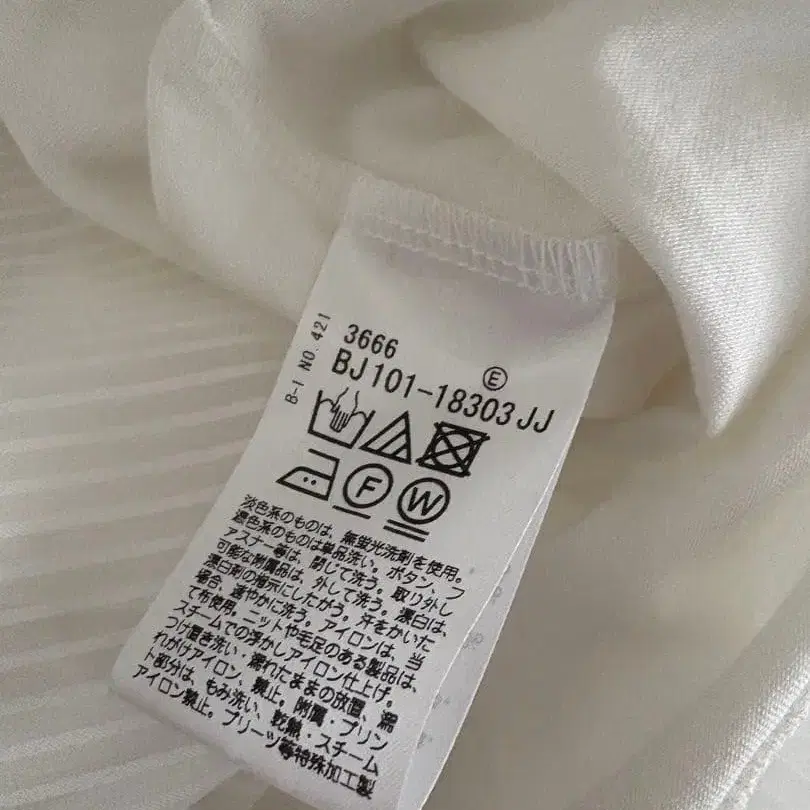 B-I NO. 421
3666
BJ101-18303JJ
E
F W
淡色系のものは、無蛍光洗剤を使用。
濃色系のものは単品洗い。ボタン、フ
ァスナー等は、閉じて洗う。取り外し
可能な附属品は、外して洗う。漂白は、
漂白剤の指示にしたがう。汗をかいた
場合、速やかに洗う。アイロンは、当
て布使用。ニットや毛足のある製品は、
スチームでの浮かしアイロン仕上げ。
つけ置き洗い・濡れたままの放置、濡
れがけアイロン、禁止。附属・プリン
ト部分は、もみ洗い、乾燥・スチーム
アイロン禁止。プリーツ等特殊加工製